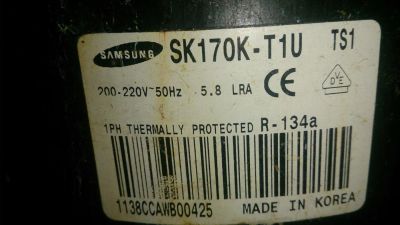 SAMSUNG SK170K-T1U TS1
200-220V~50Hz 5.8 LRA CE DVE
1PH THERMALLY PROTECTED R-134a
1138CCAWB00425 MADE IN KOREA